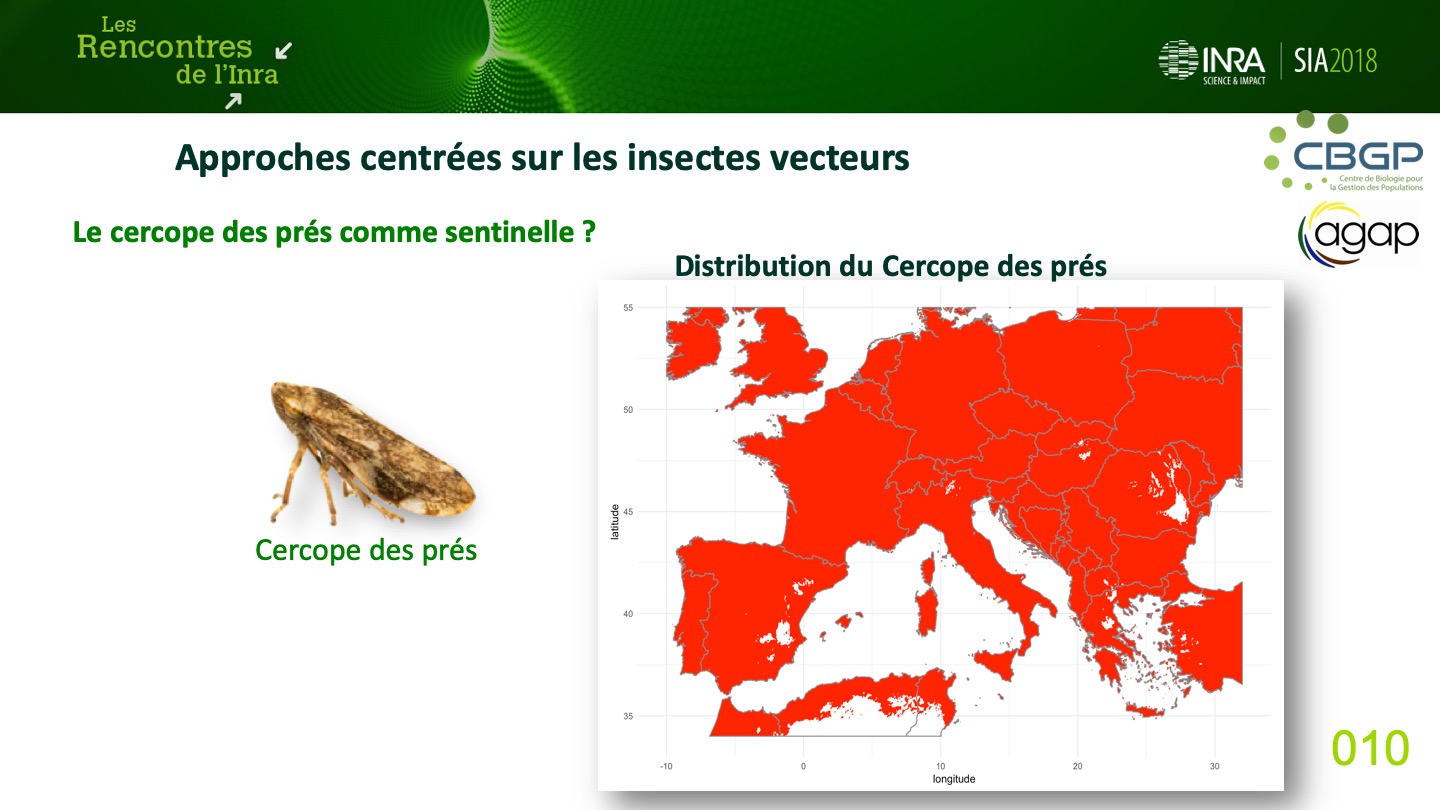 Les
Rencontres
de l'Inra
INRA
SCIENCE & IMPACT
SIA2018
Approches centrées sur les insectes vecteurs
CBGP
Centre de Biologie pour
la Gestion des Populations
agap
Le cercope des prés comme sentinelle ?
Distribution du Cercope des prés
Cercope des prés
55
50
45
40
35
latitude
-10
0
10
20
30
longitude
010